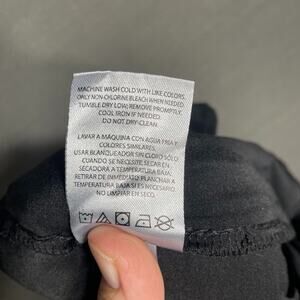 MACHINE WASH COLD WITH LIKE COLORS.
ONLY NON-CHLORINE BLEACH WHEN NEEDED.
TUMBLE DRY LOW; REMOVE PROMPTLY.
COOL IRON IF NEEDED.
DO NOT DRY-CLEAN.
LAVAR A MÁQUINA CON AGUA FRÍA Y
COLORES SIMILARES.
USAR BLANQUEADOR SIN CLORO SÓLO
CUANDO SE NECESITE. SECAR EN
SECADORA A TEMPERATURA BAJA;
RETIRAR DE INMEDIATO. PLANCHAR A
TEMPERATURA BAJA SI ES NECESARIO.
NO LIMPIAR EN SECO.